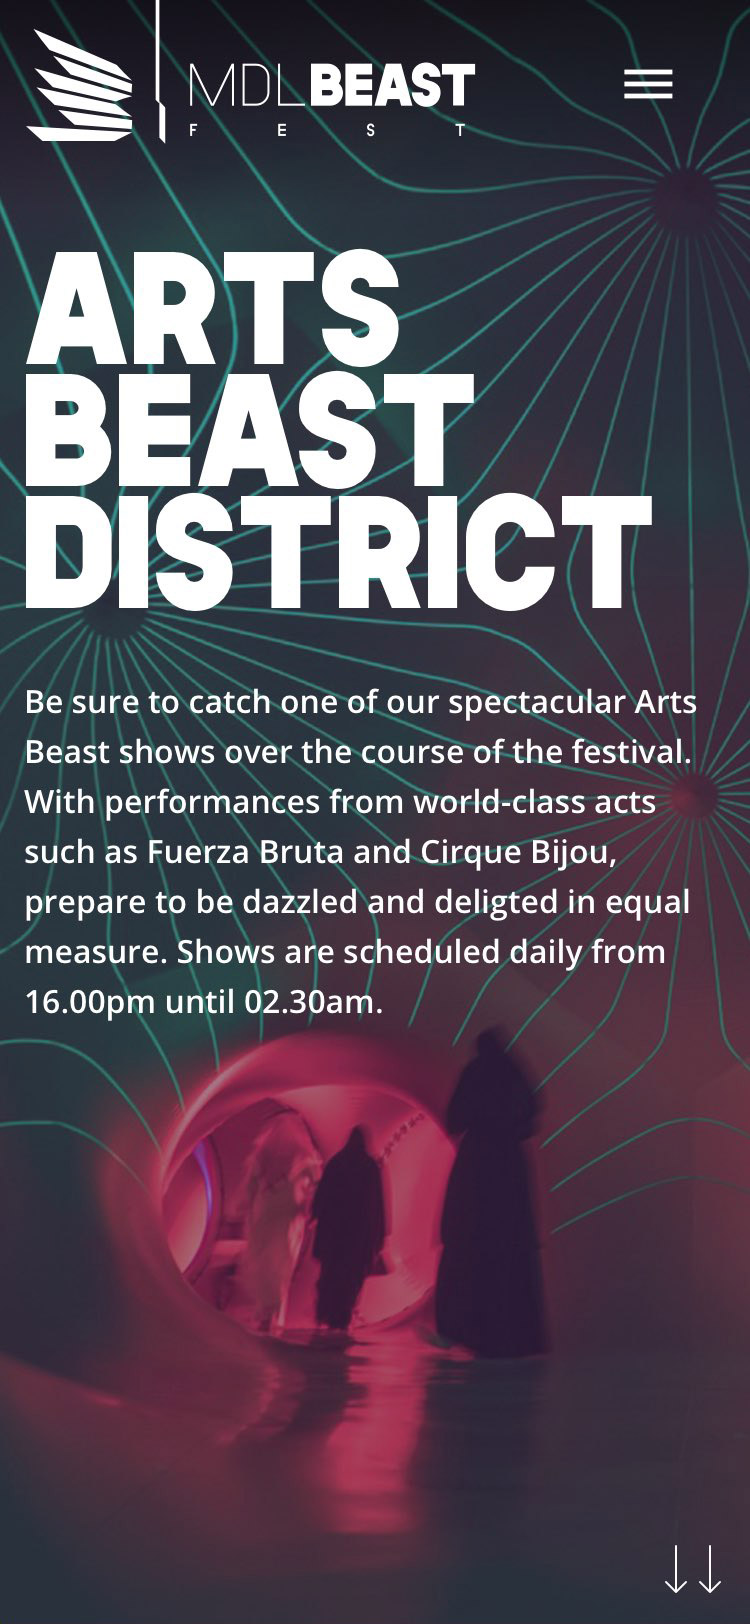 MDLBEAST
FEST
ARTS
BEAST
DISTRICT
Be sure to catch one of our spectacular Arts
Beast shows over the course of the festival.
With performances from world-class acts
such as Fuerza Bruta and Cirque Bijou,
prepare to be dazzled and deligted in equal
measure. Shows are scheduled daily from
16.00pm until 02.30am.